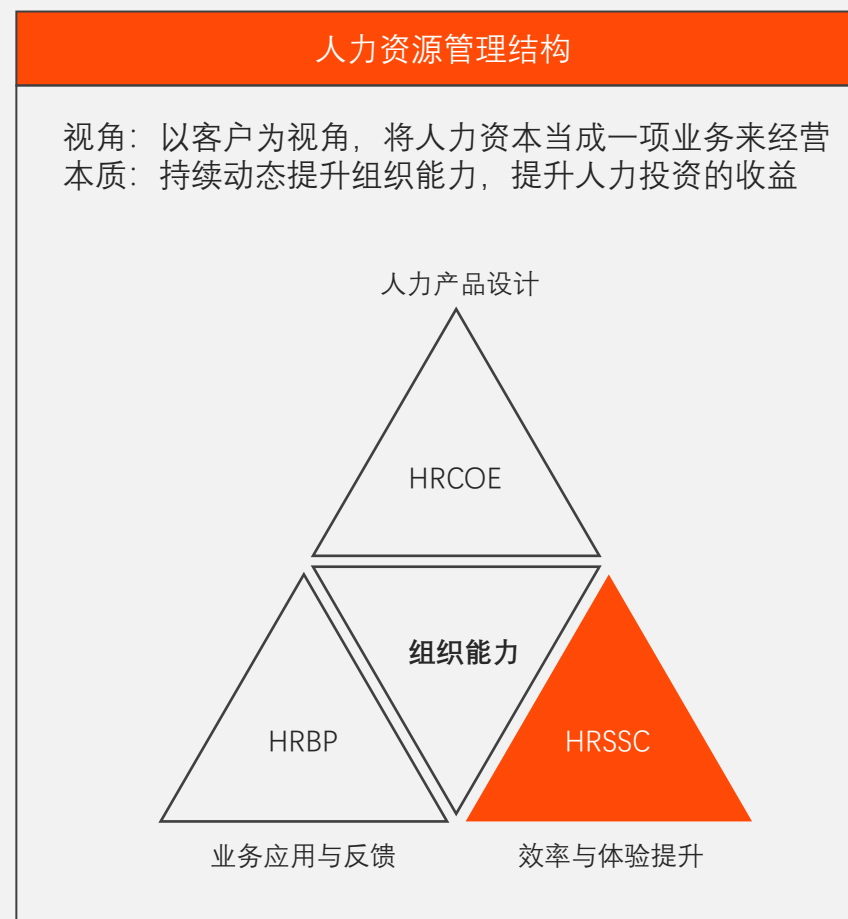 人力资源管理结构
视角：以客户为视角，将人力资本当成一项业务来经营
本质：持续动态提升组织能力，提升人力投资的收益
人力产品设计
HRCOE
组织能力
HRBP
HRSSC
业务应用与反馈
效率与体验提升